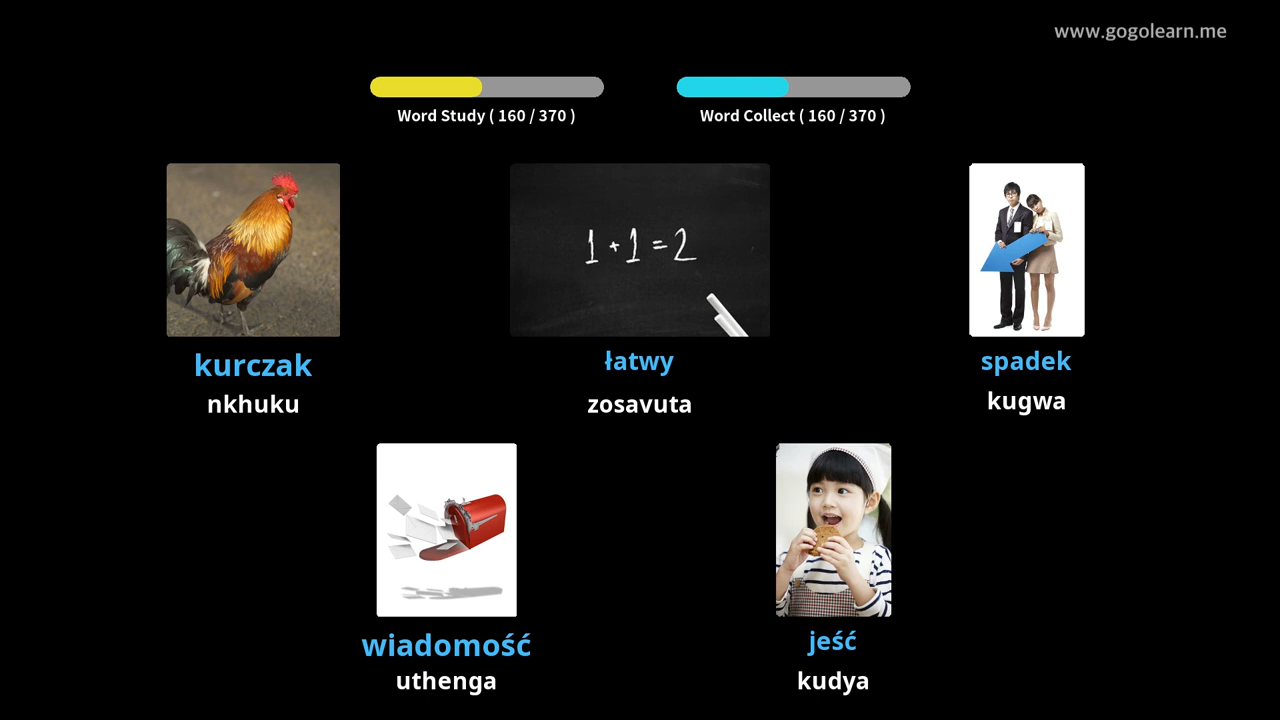 www.gogolearn.me
Word Study ( 160 / 370 )
Word Collect ( 160 / 370 )
1 + 1 = 2
kurczak
nkhuku
łatwy
zosavuta
spadek
kugwa
wiadomość
uthenga
jeść
kudya